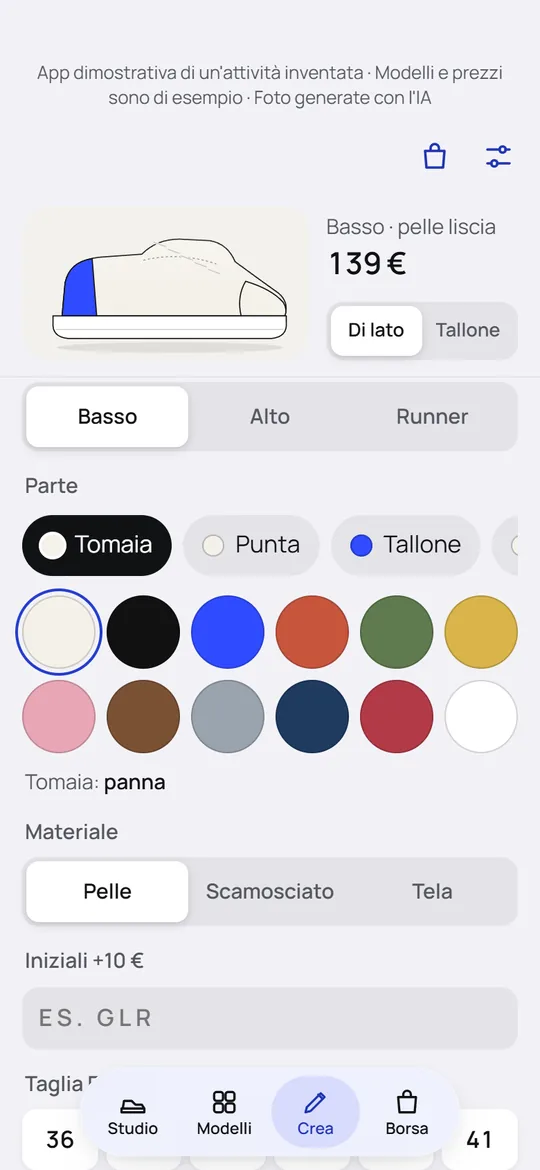 App dimostrativa di un'attività inventata · Modelli e prezzi
sono di esempio · Foto generate con l'IA
Basso · pelle liscia
139 €
Di lato
Tallone
Basso
Alto
Runner
Parte
Tomaia
Punta
Tallone
Tomaia: panna
Materiale
Pelle
Scamosciato
Tela
Iniziali +10 €
ES. GLR
Taglia
36
41
Studio
Modelli
Crea
Borsa